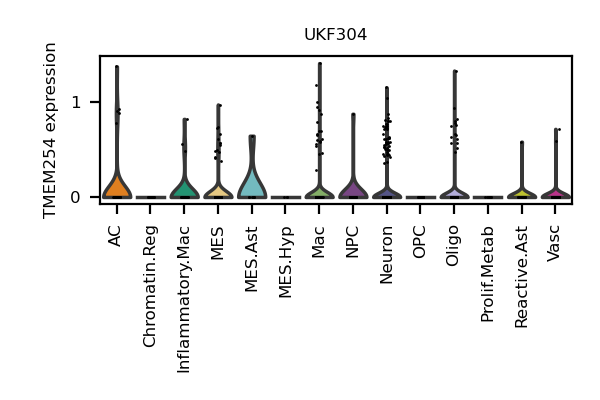 UKF304
TMEM254 expression
1
0
AC
Chromatin.Reg
Inflammatory.Mac
MES
MES.Ast
MES.Hyp
Mac
NPC
Neuron
OPC
Oligo
Prolif.Metab
Reactive.Ast
Vasc